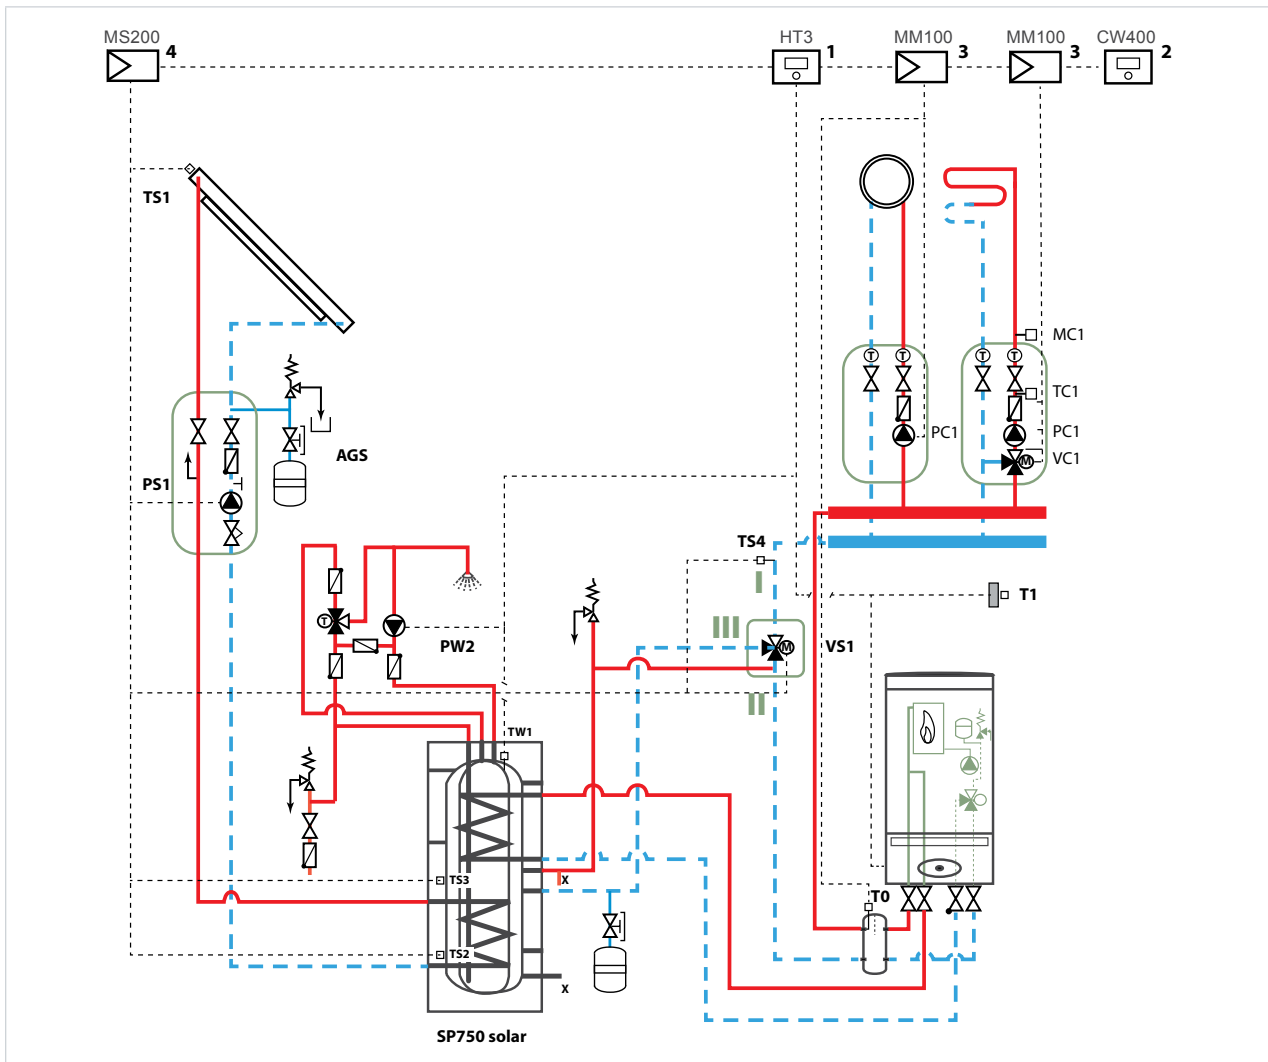 MS200 4
HT3 1
MM100 3
MM100 3
CW400 2
TS1
T T T T
MC1
TC1
PC1
PC1
VC1
M
AGS
PS1
TS4
I
T1
III
T
PW2
M
VS1
II
TW1
TS3
X
T0
TS2
X
SP750 solar